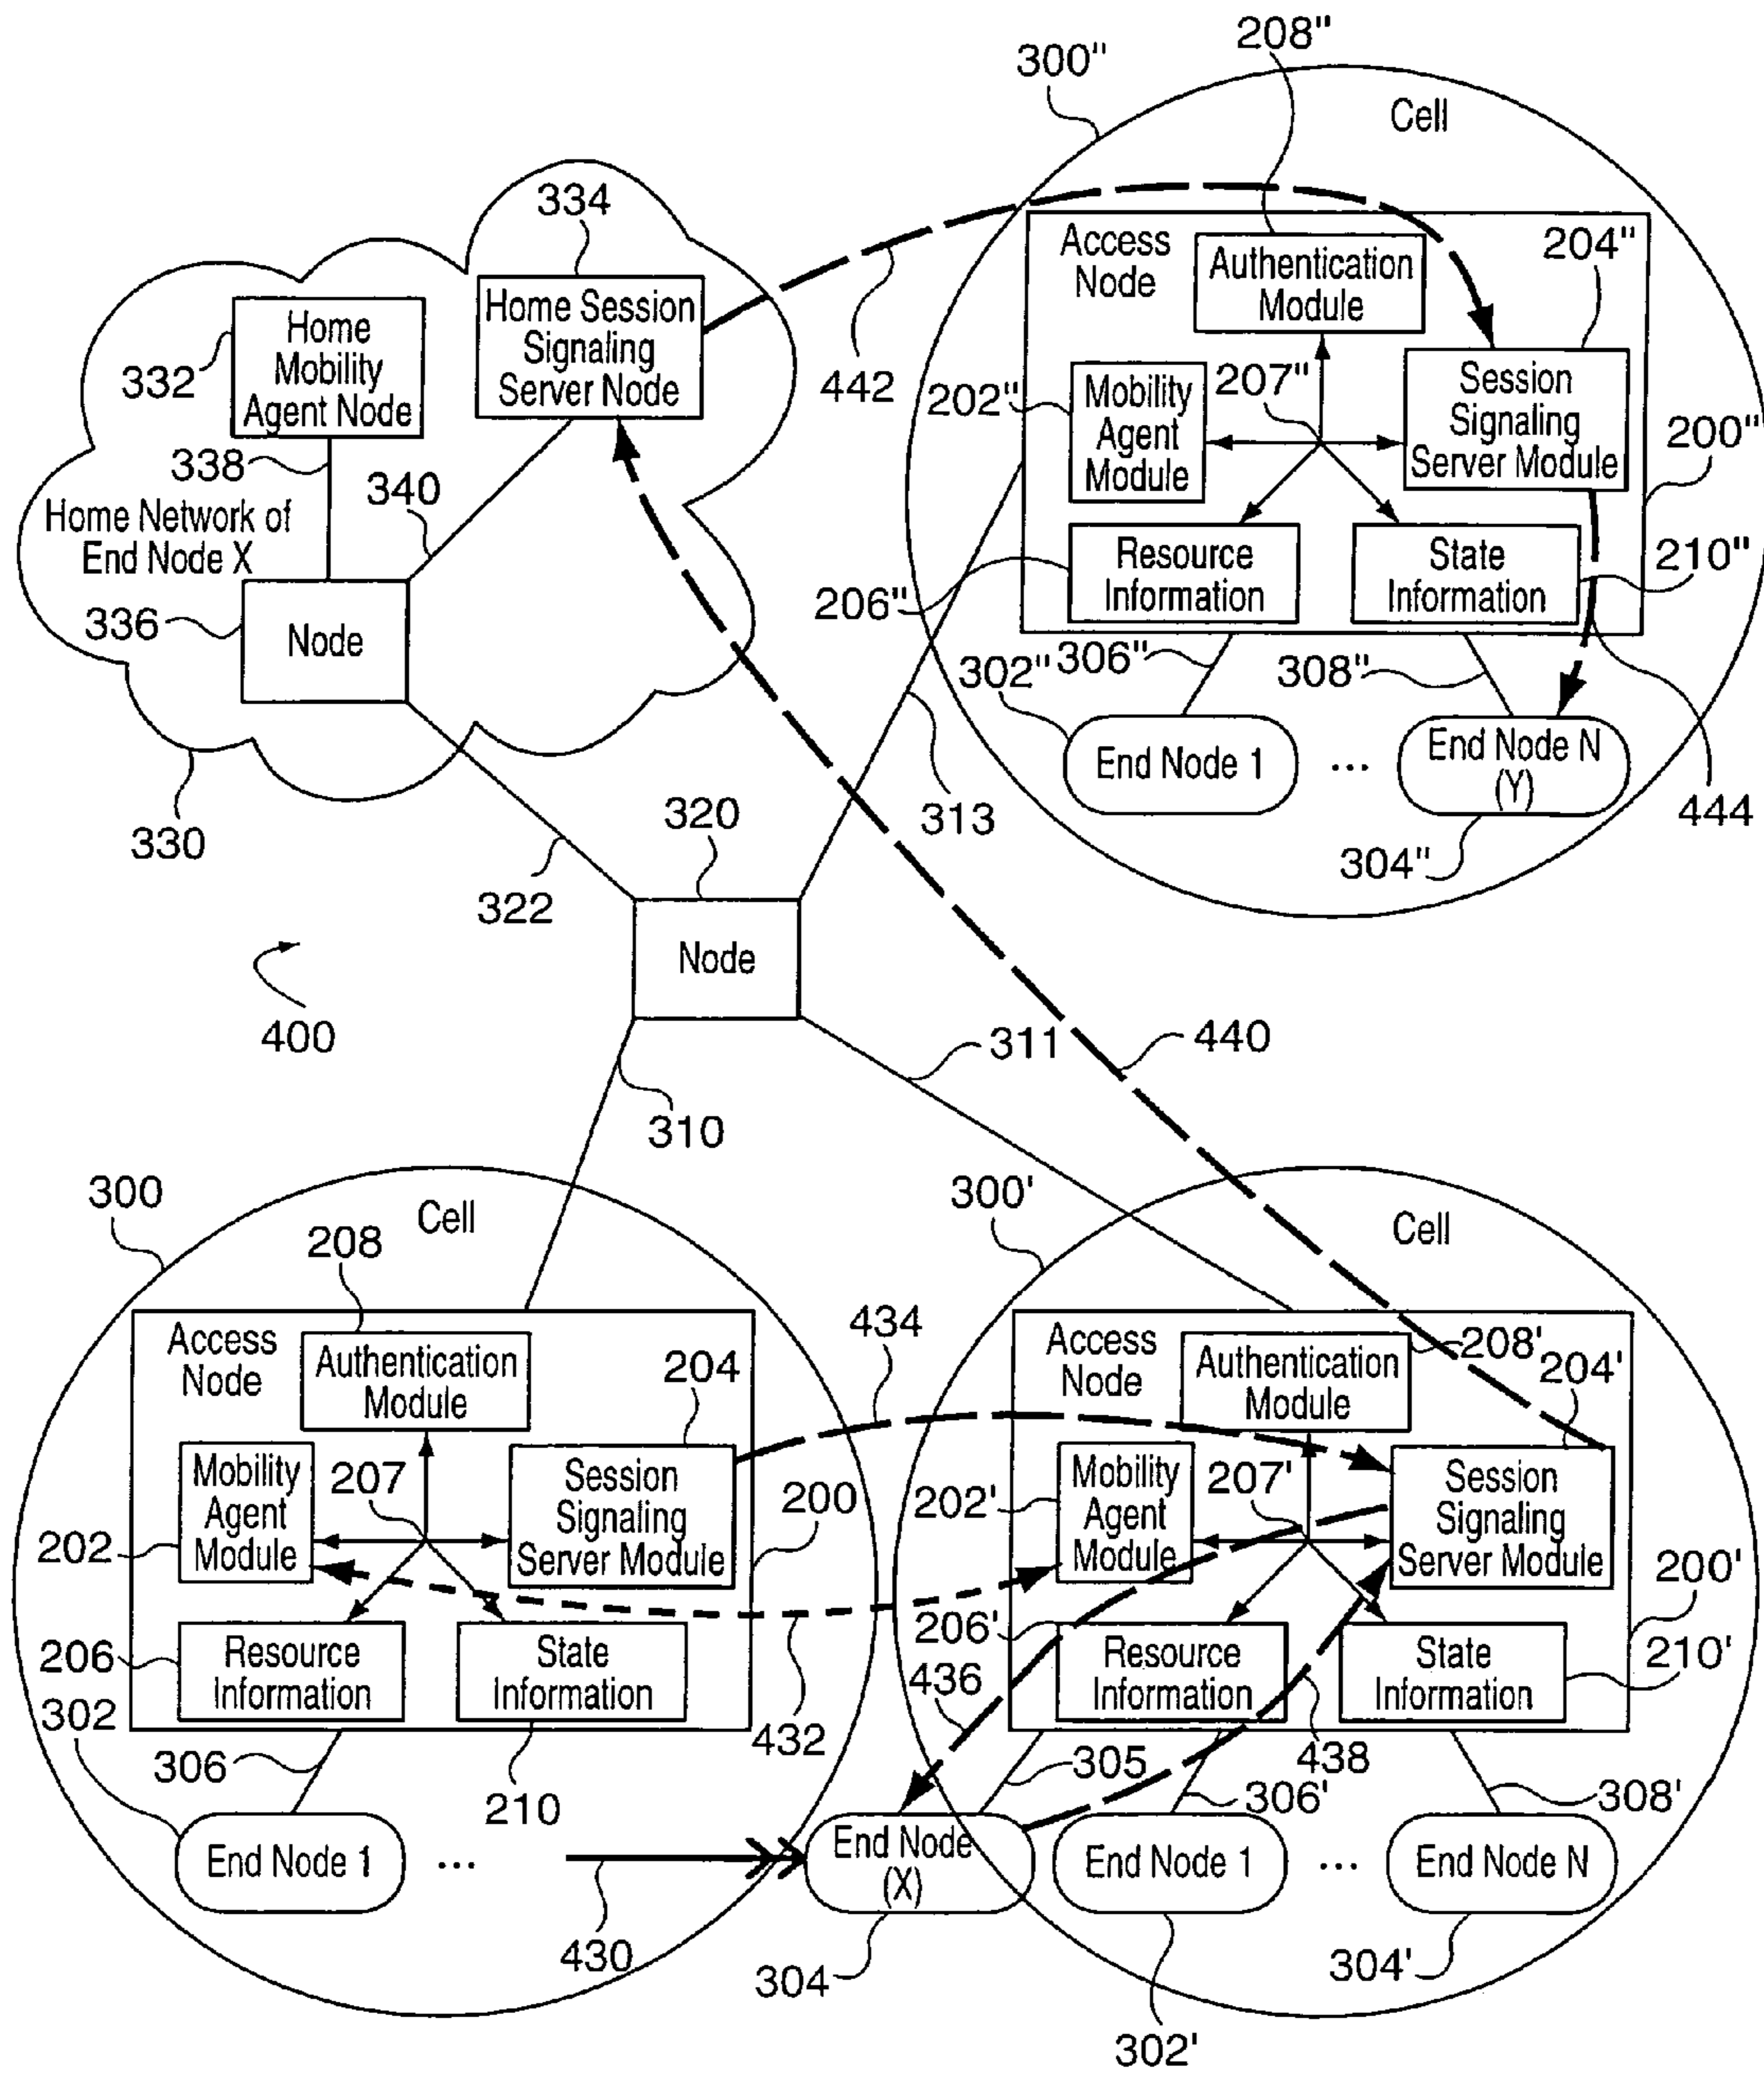 208"
300"
Cell
334
Access
Node
204"
Authentication
Module
Home Session
Signaling
Server Node
Home
Mobility
Agent Node
332
442
207"
202"
Mobility
Agent
Module
Session
Signaling
Server Module
200"
338
340
Home Network of
End Node X
Resource
Information
State
Information
210"
206"
336
Node
306"
302"
308"
End Node 1
...
End Node N
(Y)
313
444
330
320
304"
322
Node
400
440
311
310
300
Cell
300'
Cell
208
434
208'
Access
Node
Authentication
Module
204
Access
Node
Authentication
Module
204'
Mobility
Agent
Module
207
Session
Signaling
Server Module
200
202
Mobility
Agent
Module
207'
202'
Session
Signaling
Server Module
200'
206
Resource
Information
State
Information
206'
436
Resource
Information
State
Information
210'
302
432
438
306
210
305
306'
308'
End Node 1
...
End Node
(X)
End Node 1
...
End Node N
430
304
304'
302'